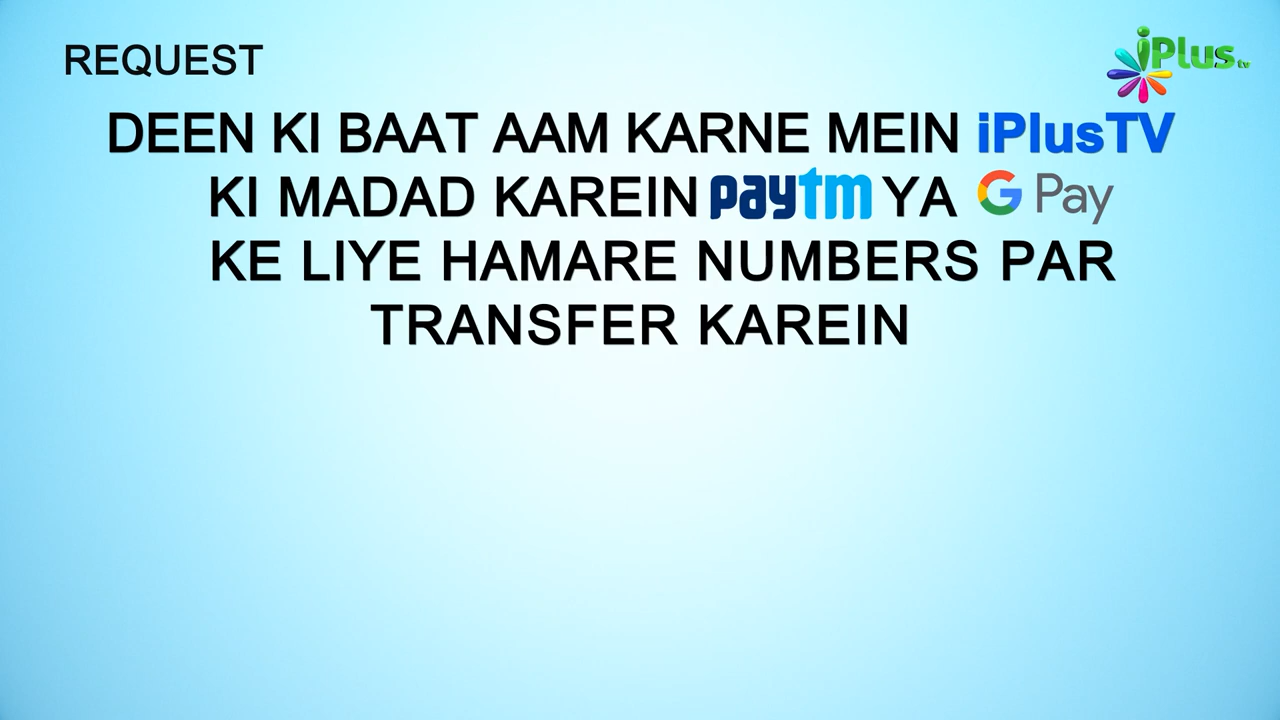 REQUEST
iPlus tv
DEEN KI BAAT AAM KARNE MEIN iPlusTV
KI MADAD KAREIN paytm YA G Pay
KE LIYE HAMARE NUMBERS PAR
TRANSFER KAREIN